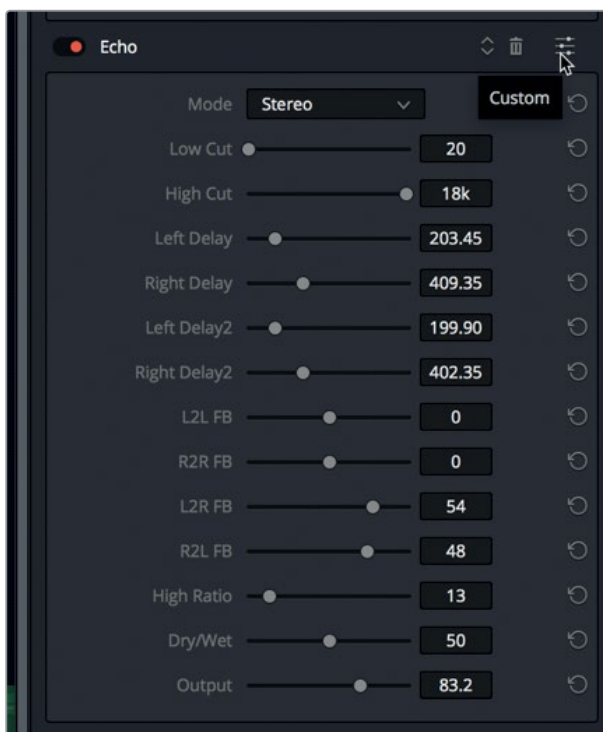 Echo
Custom
Mode Stereo
Low Cut 20
High Cut 18k
Left Delay 203.45
Right Delay 409.35
Left Delay2 199.90
Right Delay2 402.35
L2L FB 0
R2R FB 0
L2R FB 54
R2L FB 48
High Ratio 13
Dry/Wet 50
Output 83.2